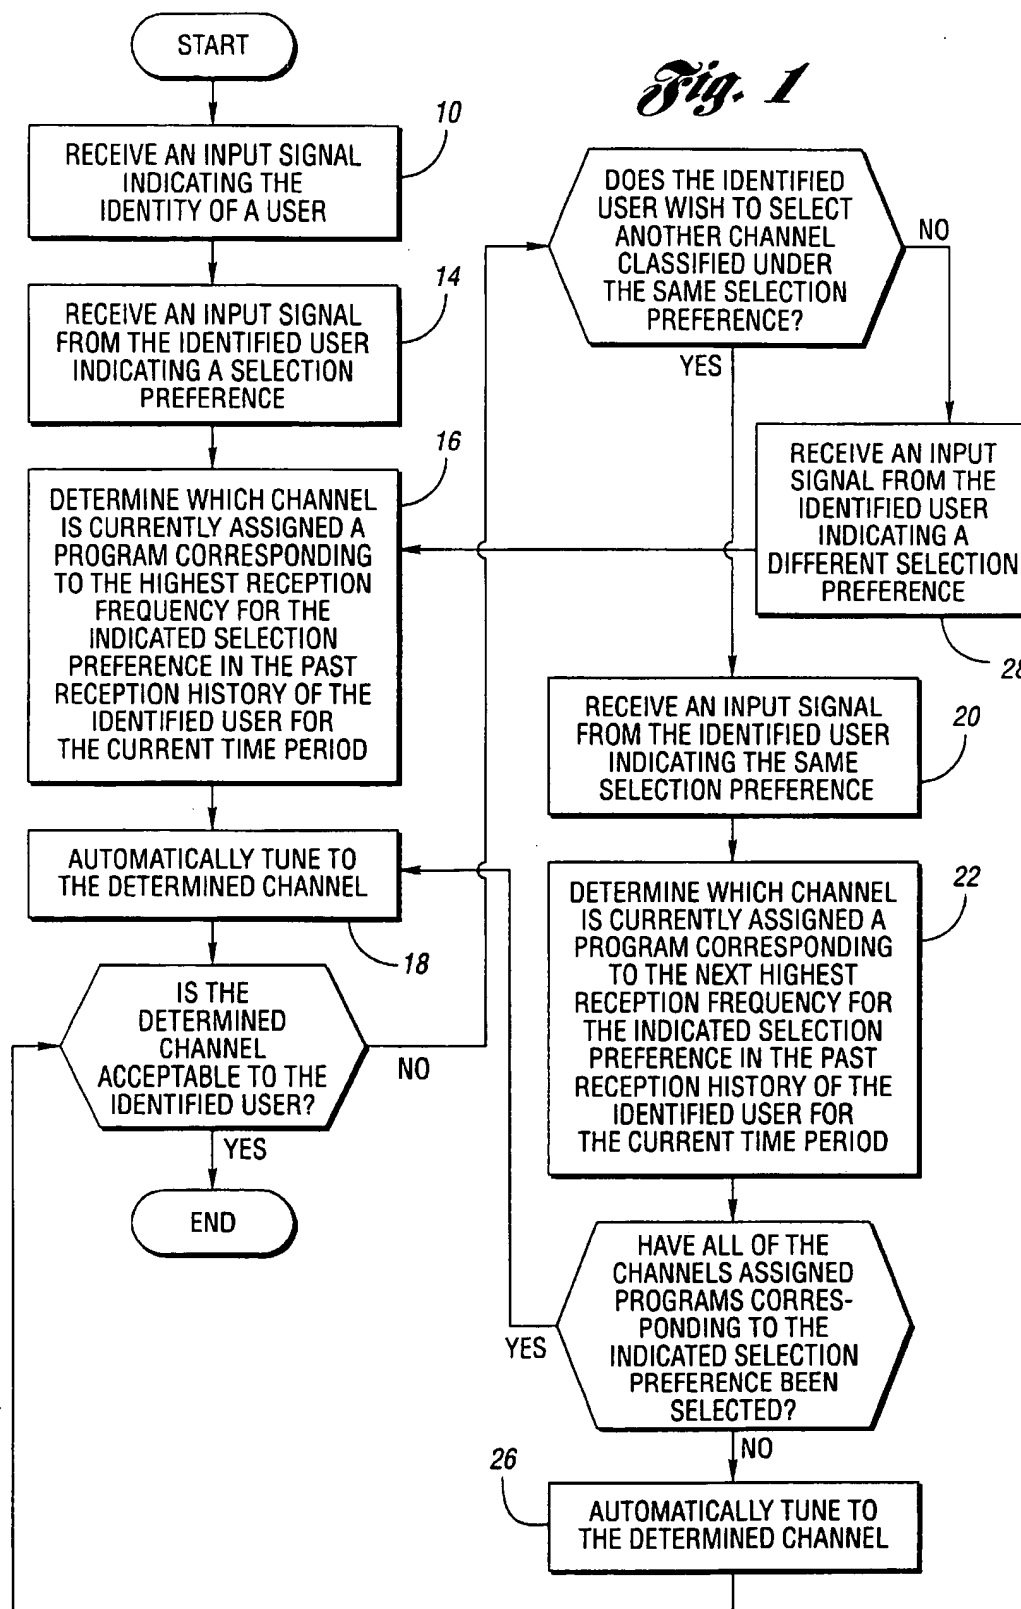 START
Fig. 1
10
RECEIVE AN INPUT SIGNAL
INDICATING THE
IDENTITY OF A USER
14
RECEIVE AN INPUT SIGNAL
FROM THE IDENTIFIED USER
INDICATING A SELECTION
PREFERENCE
16
DETERMINE WHICH CHANNEL
IS CURRENTLY ASSIGNED A
PROGRAM CORRESPONDING
TO THE HIGHEST RECEPTION
FREQUENCY FOR THE
INDICATED SELECTION
PREFERENCE IN THE PAST
RECEPTION HISTORY OF THE
IDENTIFIED USER FOR
THE CURRENT TIME PERIOD
AUTOMATICALLY TUNE TO
THE DETERMINED CHANNEL
18
IS THE
DETERMINED
CHANNEL
ACCEPTABLE TO THE
IDENTIFIED USER?
NO
YES
END
DOES THE IDENTIFIED
USER WISH TO SELECT
ANOTHER CHANNEL
CLASSIFIED UNDER
THE SAME SELECTION
PREFERENCE?
NO
YES
RECEIVE AN INPUT
SIGNAL FROM THE
IDENTIFIED USER
INDICATING A
DIFFERENT SELECTION
PREFERENCE
28
RECEIVE AN INPUT SIGNAL
FROM THE IDENTIFIED USER
INDICATING THE SAME
SELECTION PREFERENCE
20
DETERMINE WHICH CHANNEL
IS CURRENTLY ASSIGNED A
PROGRAM CORRESPONDING
TO THE NEXT HIGHEST
RECEPTION FREQUENCY FOR
THE INDICATED SELECTION
PREFERENCE IN THE PAST
RECEPTION HISTORY OF THE
IDENTIFIED USER FOR
THE CURRENT TIME PERIOD
22
HAVE ALL OF THE
CHANNELS ASSIGNED
PROGRAMS CORRES-
PONDING TO THE
INDICATED SELECTION
PREFERENCE BEEN
SELECTED?
YES
NO
26
AUTOMATICALLY TUNE TO
THE DETERMINED CHANNEL